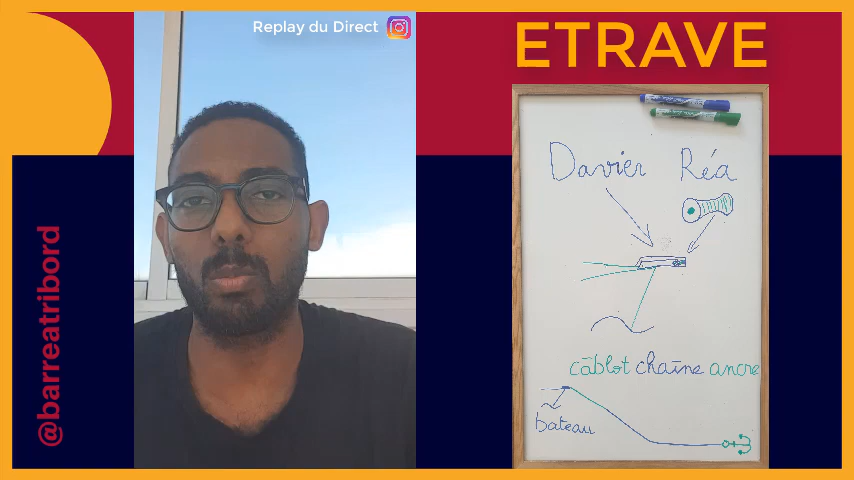 Replay du Direct
ETRAVE
@barreatribord
Davier Réa
câblot chaîne ancre
bateau